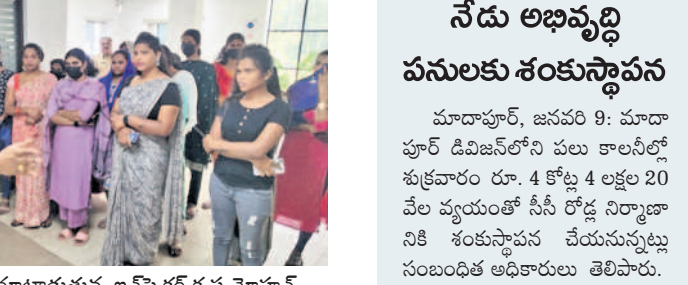 నేడు అభివృద్ధి
పనులకు శంకుస్థాపన
మాదాపూర్, జనవరి 9: మాదా
పూర్ డివిజన్‌లోని పలు కాలనీల్లో
శుక్రవారం రూ. 4 కోట్ల 4 లక్షల 20
వేల వ్యయంతో సీసీ రోడ్ల నిర్మాణా
నికి శంకుస్థాపన చేయనున్నట్లు
సంబంధిత అధికారులు తెలిపారు.